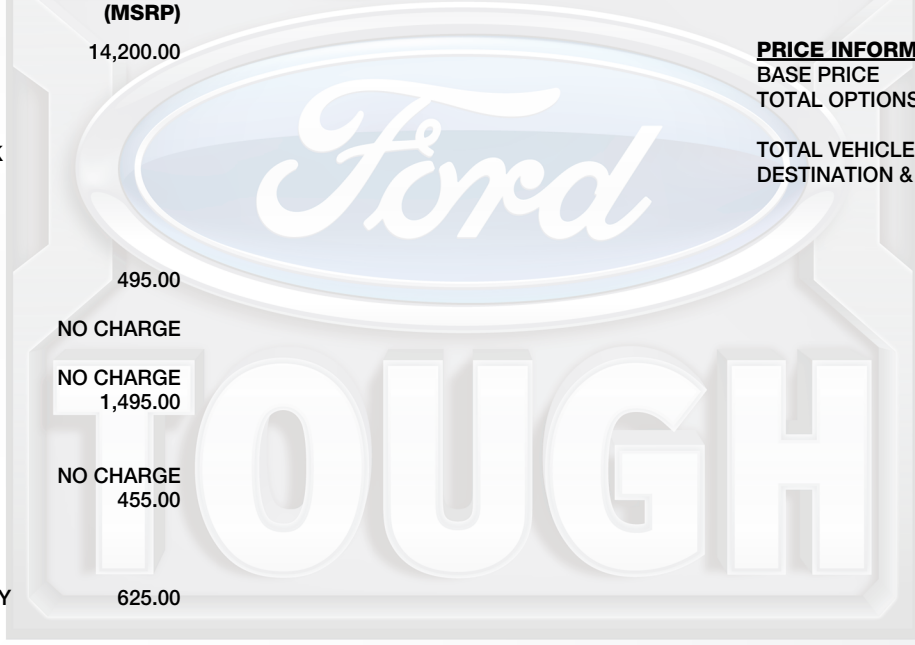 (MSRP)
14,200.00
495.00
NO CHARGE
NO CHARGE
1,495.00
NO CHARGE
455.00
Y 625.00
PRICE INFORM
BASE PRICE
TOTAL OPTIONS
TOTAL VEHICLE
DESTINATION &
Ford
TOUGH